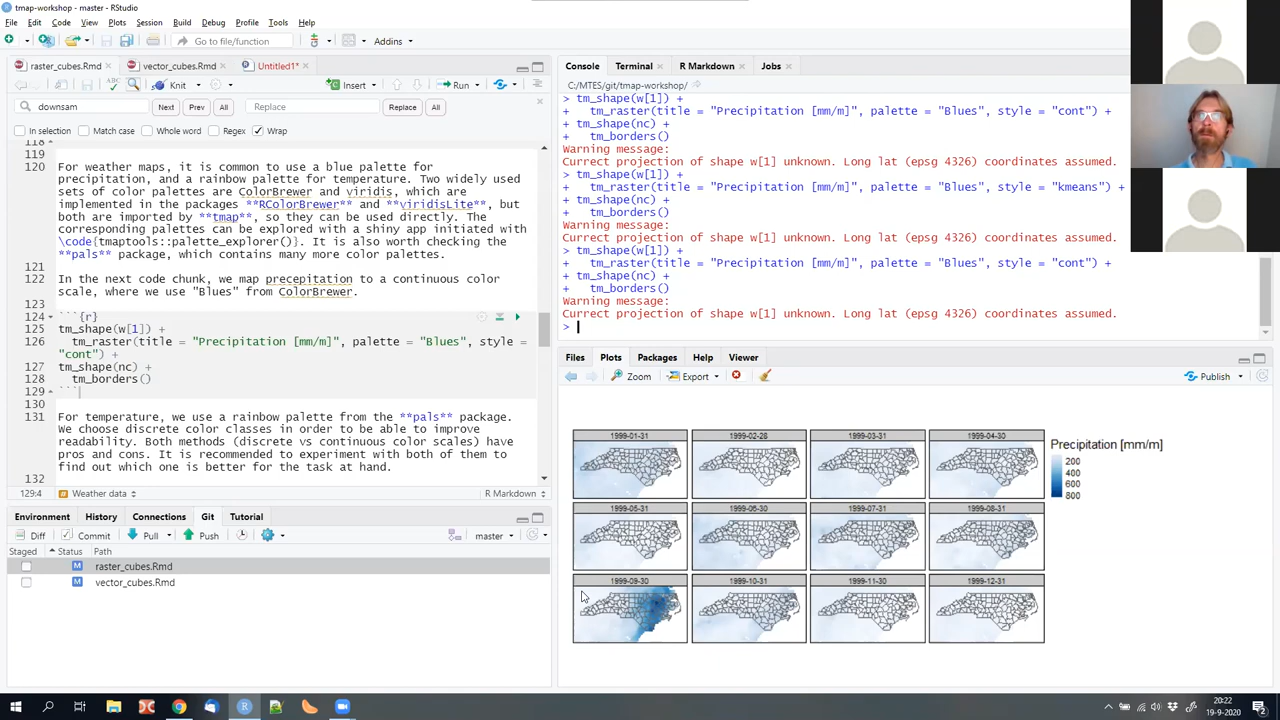 tmap-workshop - master - RStudio
File Edit Code View Plots Session Build Debug Profile Tools Help
Go to file/function
Addins
raster_cubes.Rmd vector_cubes.Rmd Untitled1*
Knit Insert Run
downsam Next Prev All Replace Replace All
In selection Match case Whole word Regex Wrap
118
119
120 For weather maps, it is common to use a blue palette for
precipitation, and a rainbow palette for temperature. Two widely used
sets of color palettes are ColorBrewer and viridis, which are
implemented in the packages **RColorBrewer** and **viridisLite**, but
both are imported by **tmap**, so they can be used directly. The
corresponding palettes can be explored with a shiny app initiated with
\code{tmaptools::palette_explorer()}. It is also worth checking the
**pals** package, which contains many more color palettes.
121
122 In the next code chunk, we map precepitation to a continuous color
scale, where we use "Blues" from ColorBrewer.
123
124 ```{r}
125 tm_shape(w[1]) +
126 tm_raster(title = "Precipitation [mm/m]", palette = "Blues", style =
"cont") +
127 tm_shape(nc) +
128 tm_borders()
129 ```
130
131 For temperature, we use a rainbow palette from the **pals** package.
We choose discrete color classes in order to be able to improve
readability. Both methods (discrete vs continuous color scales) have
pros and cons. It is recommended to experiment with both of them to
find out which one is better for the task at hand.
132
129:4 Weather data R Markdown
Environment History Connections Git Tutorial
Diff Commit Pull Push master
Staged Status Path
M raster_cubes.Rmd
M vector_cubes.Rmd
Console Terminal R Markdown Jobs
C:/MTES/git/tmap-workshop/
> tm_shape(w[1]) +
+ tm_raster(title = "Precipitation [mm/m]", palette = "Blues", style = "cont") +
+ tm_shape(nc) +
+ tm_borders()
Warning message:
Currect projection of shape w[1] unknown. Long lat (epsg 4326) coordinates assumed.
> tm_shape(w[1]) +
+ tm_raster(title = "Precipitation [mm/m]", palette = "Blues", style = "kmeans") +
+ tm_shape(nc) +
+ tm_borders()
Warning message:
Currect projection of shape w[1] unknown. Long lat (epsg 4326) coordinates assumed.
> tm_shape(w[1]) +
+ tm_raster(title = "Precipitation [mm/m]", palette = "Blues", style = "cont") +
+ tm_shape(nc) +
+ tm_borders()
Warning message:
Currect projection of shape w[1] unknown. Long lat (epsg 4326) coordinates assumed.
>
Files Plots Packages Help Viewer
Zoom Export Publish
1999-01-31 1999-02-28 1999-03-31 1999-04-30
1999-05-31 1999-06-30 1999-07-31 1999-08-31
1999-09-30 1999-10-31 1999-11-30 1999-12-31
Precipitation [mm/m]
200
400
600
800
20:22
19-9-2020